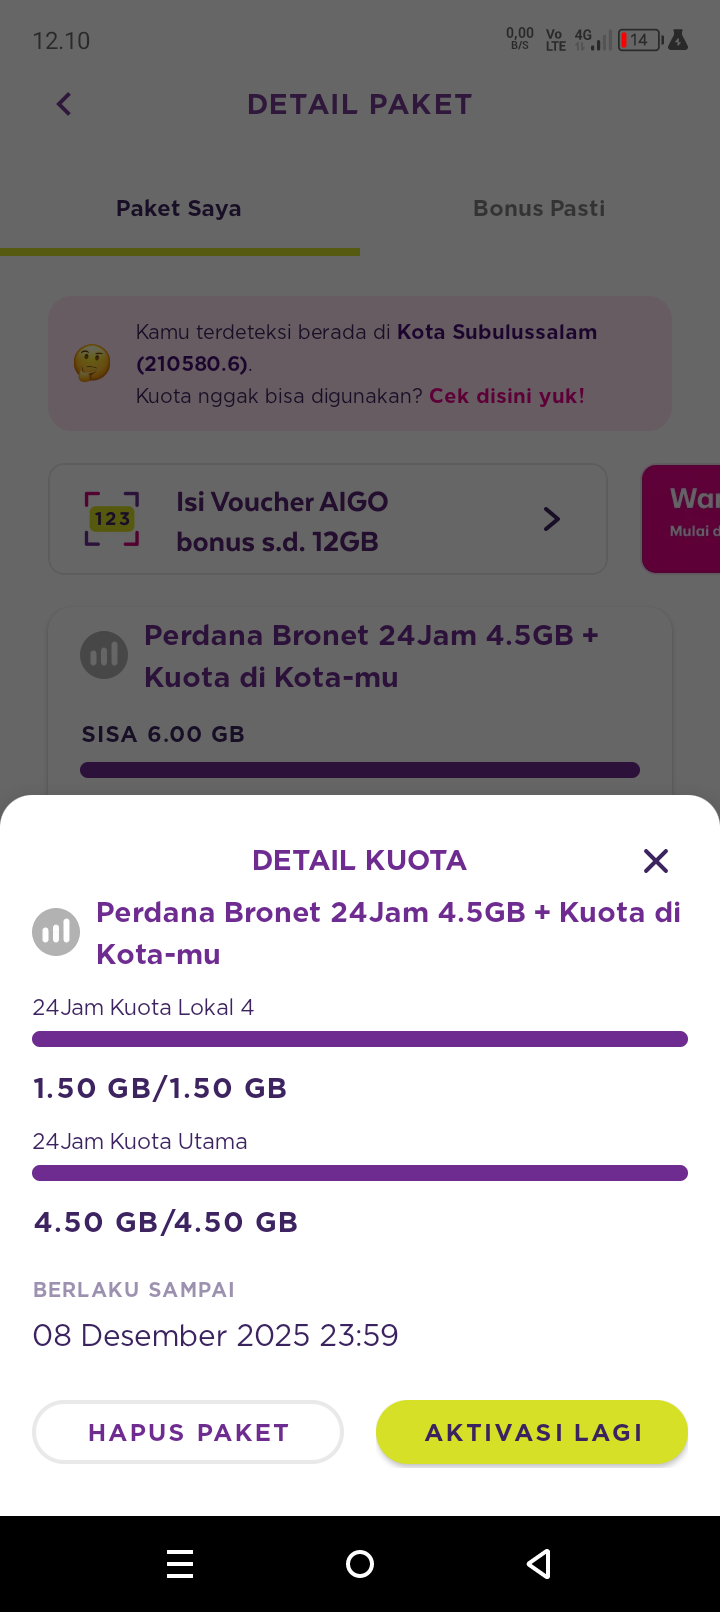 12.10
0,00 B/S Vo LTE 4G 14
DETAIL PAKET
Paket Saya
Bonus Pasti
Kamu terdeteksi berada di Kota Subulussalam
(210580.6).
Kuota nggak bisa digunakan? Cek disini yuk!
123
Isi Voucher AIGO
bonus s.d. 12GB
Mulai d
Perdana Bronet 24Jam 4.5GB +
Kuota di Kota-mu
SISA 6.00 GB
DETAIL KUOTA
Perdana Bronet 24Jam 4.5GB + Kuota di
Kota-mu
24Jam Kuota Lokal 4
1.50 GB/1.50 GB
24Jam Kuota Utama
4.50 GB/4.50 GB
BERLAKU SAMPAI
08 Desember 2025 23:59
HAPUS PAKET
AKTIVASI LAGI